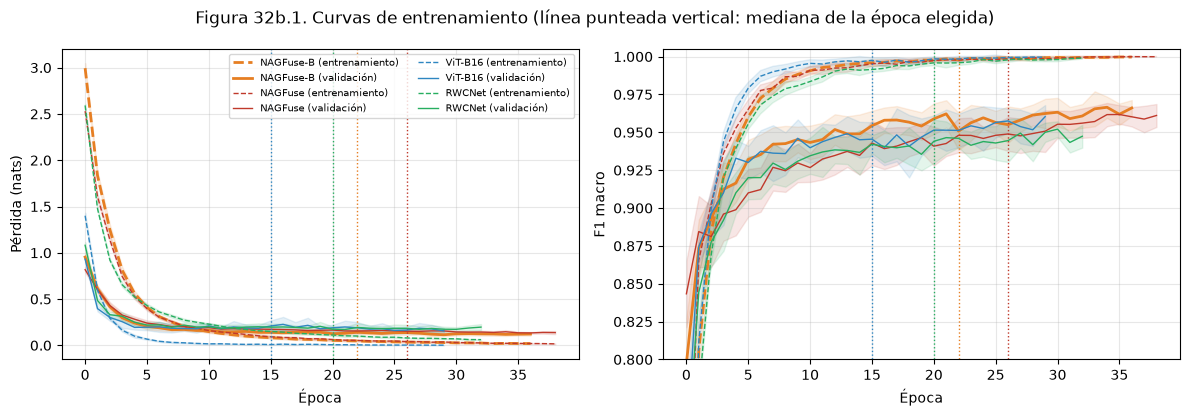 Figura 32b.1. Curvas de entrenamiento (línea punteada vertical: mediana de la época elegida)
Pérdida (nats)
3.0
2.5
2.0
1.5
1.0
0.5
0.0
NAGFuse-B (entrenamiento)
NAGFuse-B (validación)
NAGFuse (entrenamiento)
NAGFuse (validación)
ViT-B16 (entrenamiento)
ViT-B16 (validación)
RWCNet (entrenamiento)
RWCNet (validación)
0 5 10 15 20 25 30 35
Época
F1 macro
1.000
0.975
0.950
0.925
0.900
0.875
0.850
0.825
0.800
0 5 10 15 20 25 30 35
Época